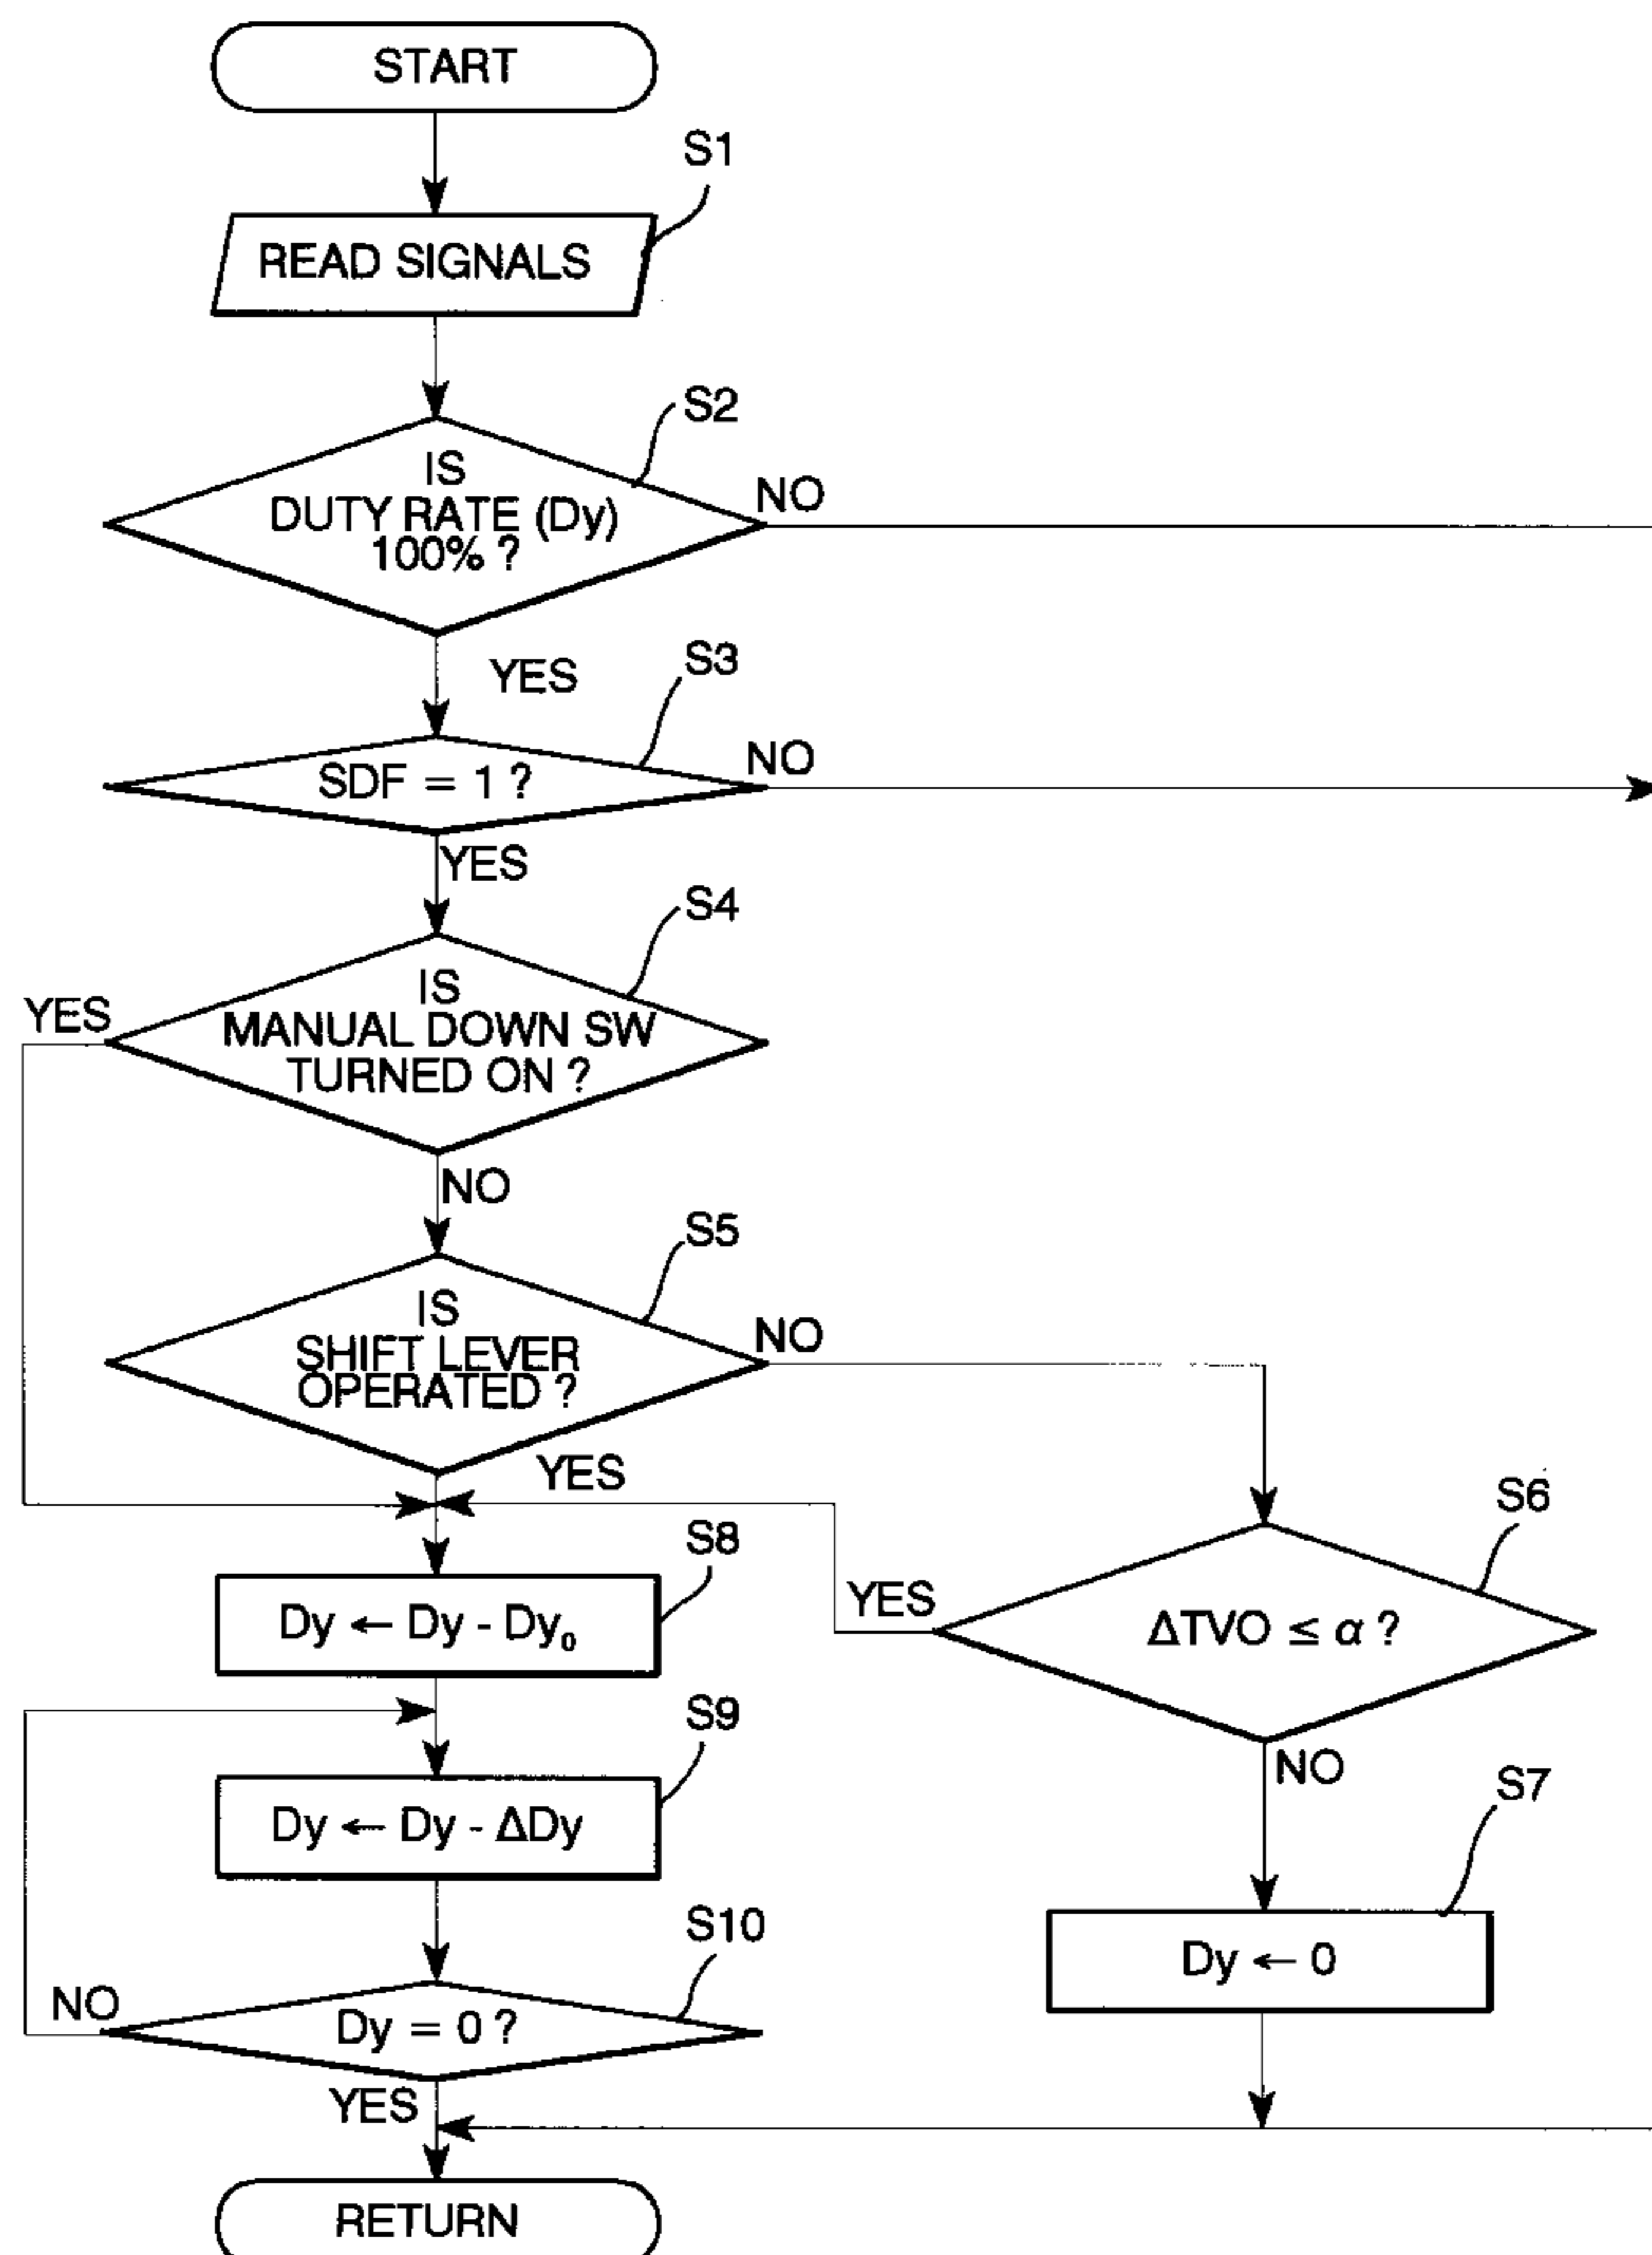 START
S1
READ SIGNALS
S2
IS
DUTY RATE (Dy)
100% ?
NO
YES
S3
SDF = 1 ?
NO
YES
S4
IS
MANUAL DOWN SW
TURNED ON ?
YES
NO
S5
IS
SHIFT LEVER
OPERATED ?
NO
YES
S6
ΔTVO ≤ α ?
YES
NO
S7
Dy ← 0
S8
Dy ← Dy - Dy₀
S9
Dy ← Dy - ΔDy
S10
Dy = 0 ?
NO
YES
RETURN